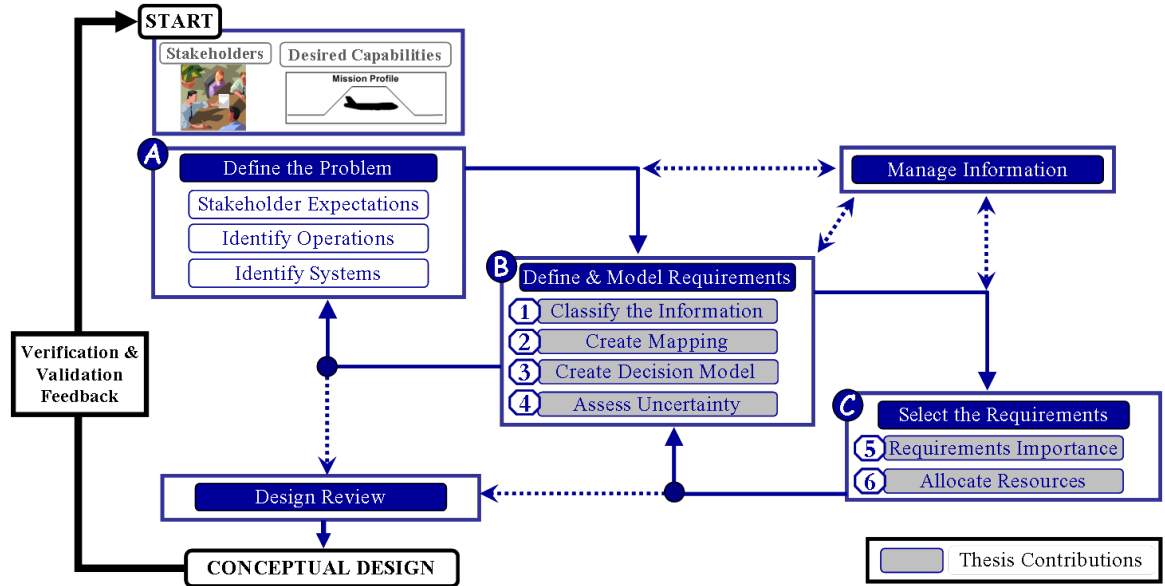 START
Stakeholders
Desired Capabilities
Mission Profile
A
Define the Problem
Stakeholder Expectations
Identify Operations
Identify Systems
Manage Information
B
Define & Model Requirements
1 Classify the Information
2 Create Mapping
3 Create Decision Model
4 Assess Uncertainty
Verification &
Validation
Feedback
C
Select the Requirements
5 Requirements Importance
6 Allocate Resources
Design Review
CONCEPTUAL DESIGN
Thesis Contributions